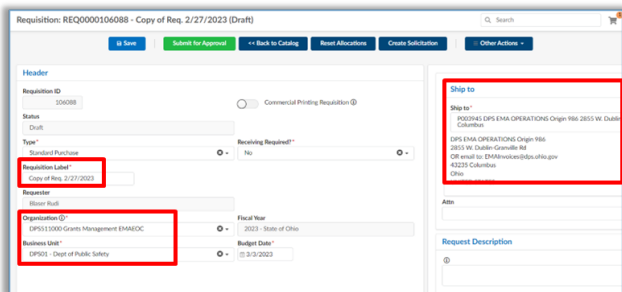 Requisition: REQ0000106088 - Copy of Req. 2/27/2023 (Draft)
Search
Save
Submit for Approval
<< Back to Catalog
Reset Allocations
Create Solicitation
Other Actions
Header
Requisition ID
106088
Commercial Printing Requisition
Status
Draft
Type*
Receiving Required?*
Standard Purchase
No
Requisition Label*
Copy of Req. 2/27/2023
Requester
Bleser Rudi
Organization *
Fiscal Year
DPS511000 Grants Management EMAEOC
2023 - State of Ohio
Business Unit*
Budget Date*
DPS01 - Dept of Public Safety
3/3/2023
Ship to
Ship to*
P003945 DPS EMA OPERATIONS Origin 986 2855 W. Dublin
Columbus
DPS EMA OPERATIONS Origin 986
2855 W. Dublin-Granville Rd
OR email to: EMAInvoices@dps.ohio.gov
43235 Columbus
Ohio
Attn
Request Description